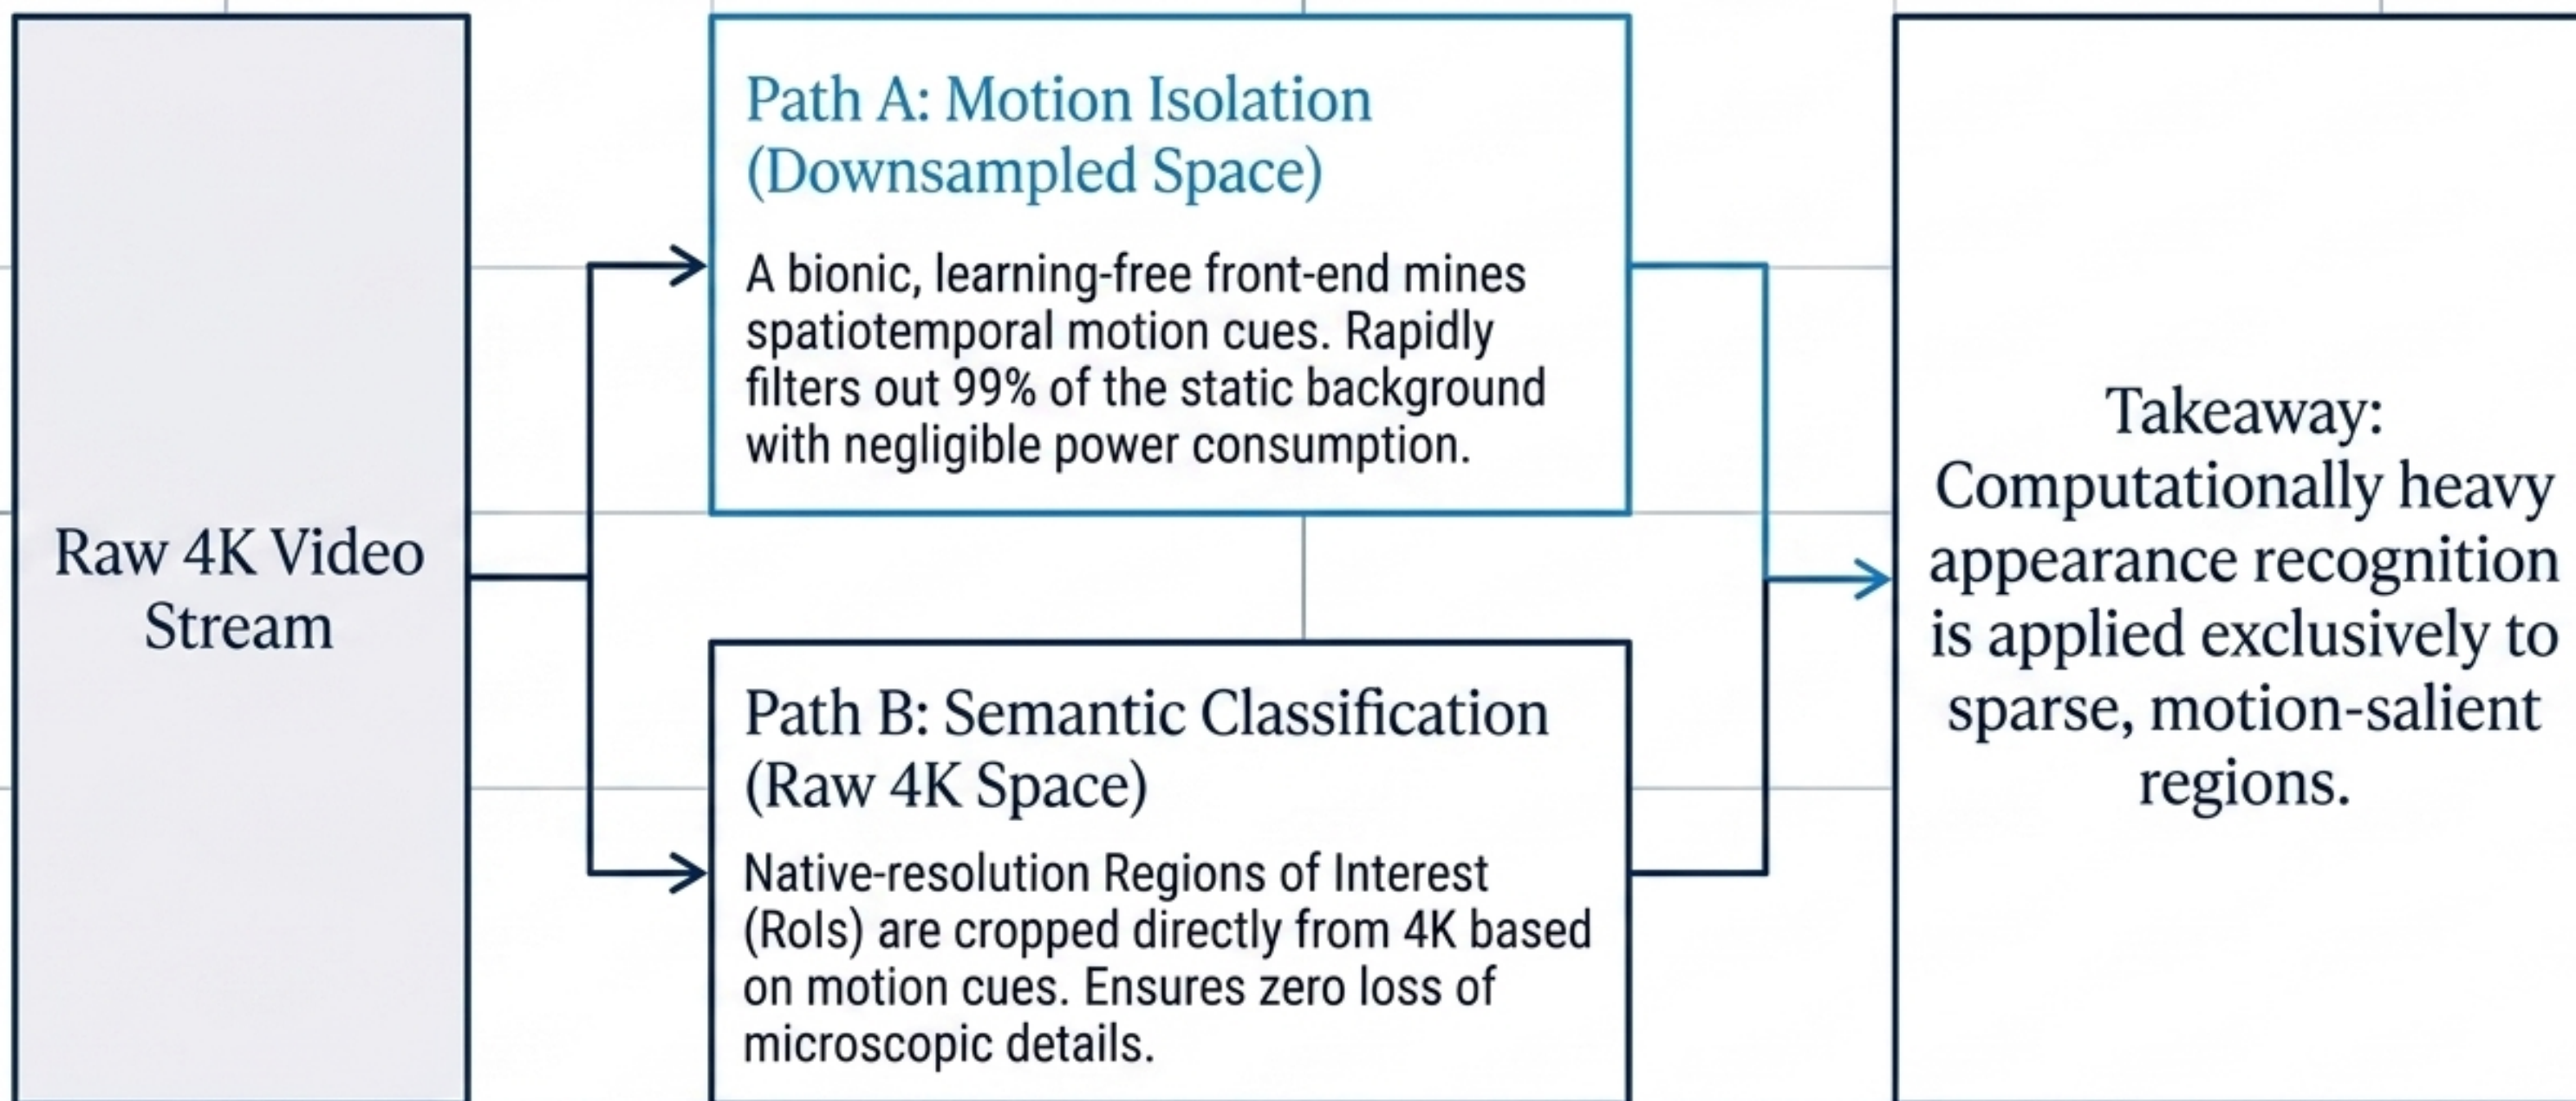 Raw 4K Video
Stream
Path A: Motion Isolation
(Downsampled Space)
A bionic, learning-free front-end mines
spatiotemporal motion cues. Rapidly
filters out 99% of the static background
with negligible power consumption.
Path B: Semantic Classification
(Raw 4K Space)
Native-resolution Regions of Interest
(RoIs) are cropped directly from 4K based
on motion cues. Ensures zero loss of
microscopic details.
Takeaway:
Computationally heavy
appearance recognition
is applied exclusively to
sparse, motion-salient
regions.